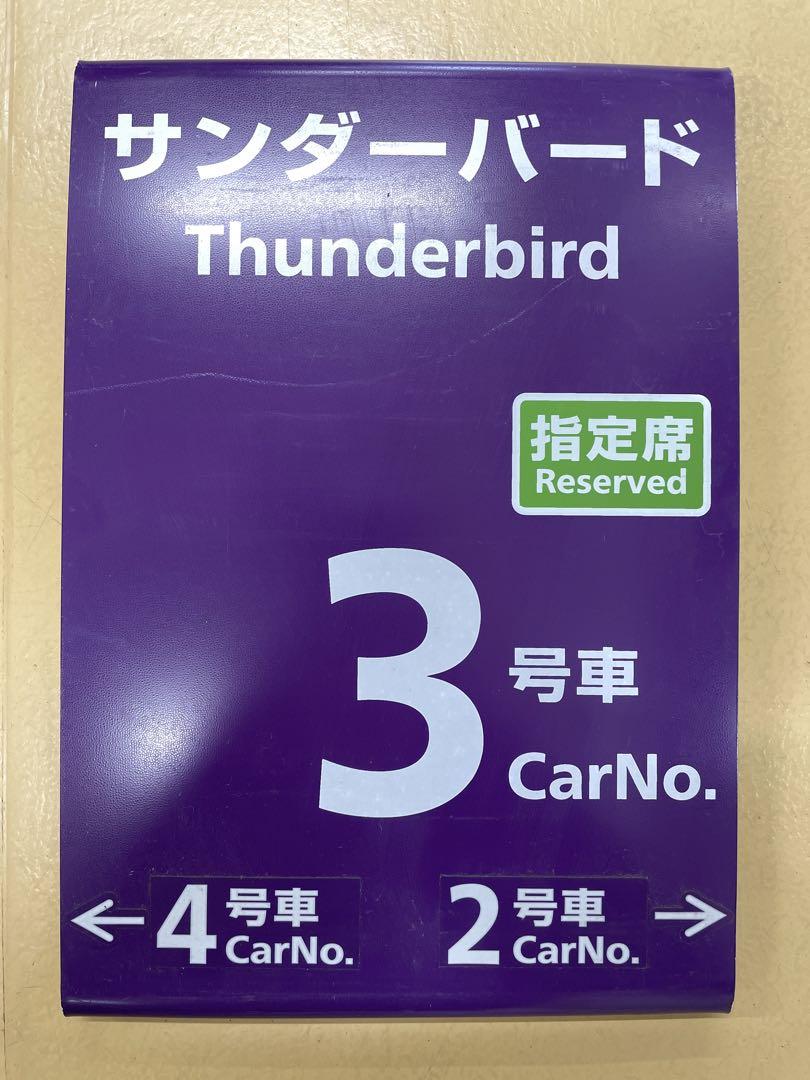 サンダーバード
Thunderbird
指定席
Reserved
3 号車
CarNo.
← 4 号車
CarNo.
2 号車 →
CarNo.